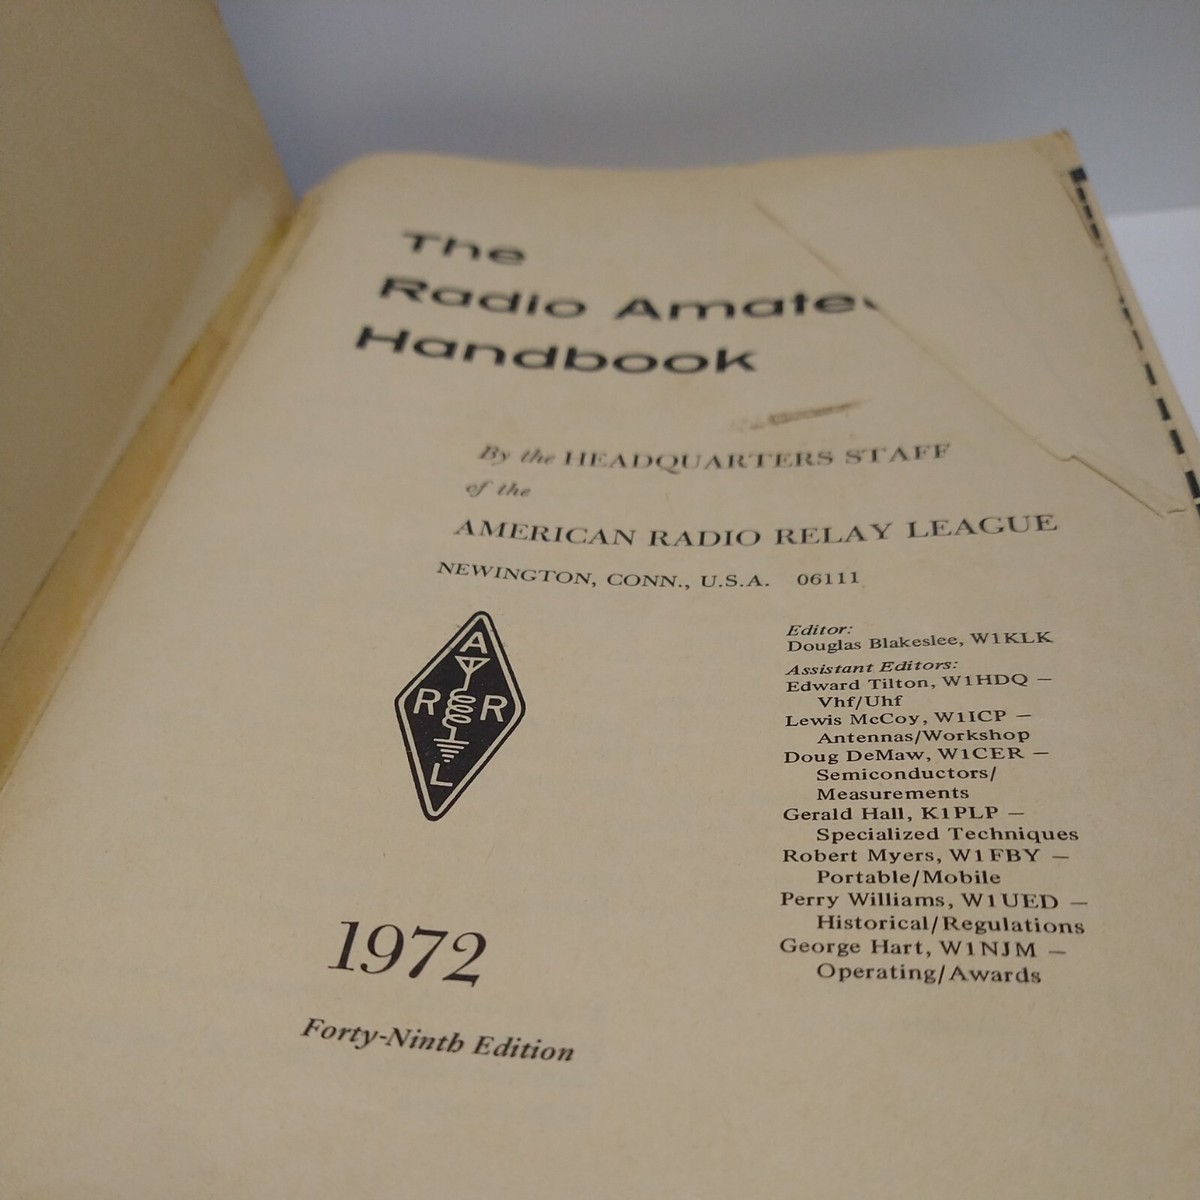 The
Radio Amate
Handbook
By the HEADQUARTERS STAFF
of the
AMERICAN RADIO RELAY LEAGUE
NEWINGTON, CONN., U.S.A. 06111
A
R R
L
Editor:
Douglas Blakeslee, W1KLK
Assistant Editors:
Edward Tilton, W1HDQ —
Vhf/Uhf
Lewis McCoy, W1ICP —
Antennas/Workshop
Doug DeMaw, W1CER —
Semiconductors/
Measurements
Gerald Hall, K1PLP —
Specialized Techniques
Robert Myers, W1FBY —
Portable/Mobile
Perry Williams, W1UED —
Historical/Regulations
George Hart, W1NJM —
Operating/Awards
1972
Forty-Ninth Edition